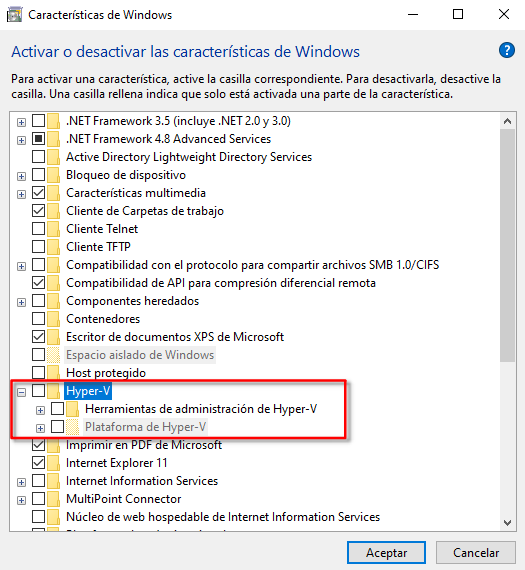 Características de Windows
Activar o desactivar las características de Windows
?
Para activar una característica, active la casilla correspondiente. Para desactivarla, desactive la
casilla. Una casilla rellena indica que solo está activada una parte de la característica.
.NET Framework 3.5 (incluye .NET 2.0 y 3.0)
.NET Framework 4.8 Advanced Services
Active Directory Lightweight Directory Services
Bloqueo de dispositivo
Características multimedia
Cliente de Carpetas de trabajo
Cliente Telnet
Cliente TFTP
Compatibilidad con el protocolo para compartir archivos SMB 1.0/CIFS
Compatibilidad de API para compresión diferencial remota
Componentes heredados
Contenedores
Escritor de documentos XPS de Microsoft
Espacio aislado de Windows
Host protegido
Hyper-V
Herramientas de administración de Hyper-V
Plataforma de Hyper-V
Imprimir en PDF de Microsoft
Internet Explorer 11
Internet Information Services
MultiPoint Connector
Núcleo de web hospedable de Internet Information Services
Aceptar
Cancelar